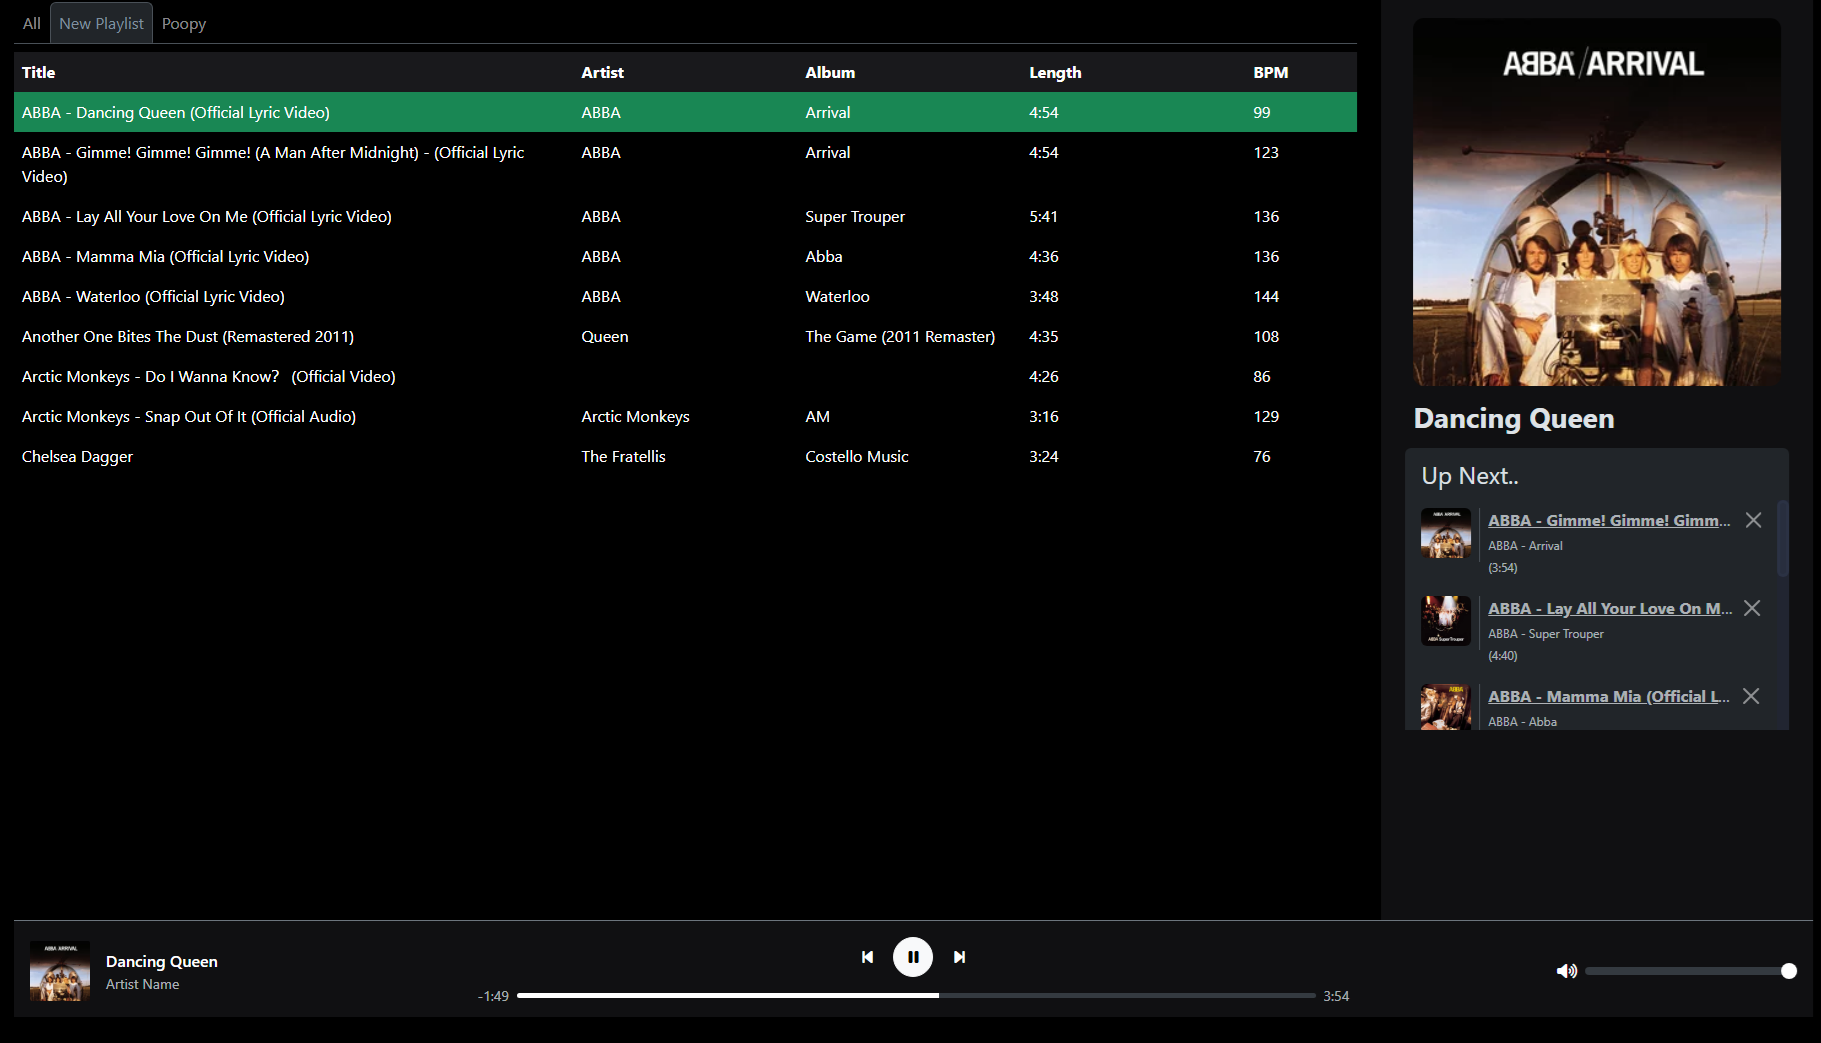 All New Playlist Poopy
Title Artist Album Length BPM
ABBA - Dancing Queen (Official Lyric Video) ABBA Arrival 4:54 99
ABBA - Gimme! Gimme! Gimme! (A Man After Midnight) - (Official Lyric Video) ABBA Arrival 4:54 123
ABBA - Lay All Your Love On Me (Official Lyric Video) ABBA Super Trouper 5:41 136
ABBA - Mamma Mia (Official Lyric Video) ABBA Abba 4:36 136
ABBA - Waterloo (Official Lyric Video) ABBA Waterloo 3:48 144
Another One Bites The Dust (Remastered 2011) Queen The Game (2011 Remaster) 4:35 108
Arctic Monkeys - Do I Wanna Know? (Official Video) 4:26 86
Arctic Monkeys - Snap Out Of It (Official Audio) Arctic Monkeys AM 3:16 129
Chelsea Dagger The Fratellis Costello Music 3:24 76
ABBA/ARRIVAL
Dancing Queen
Up Next..
ABBA ARRIVAL
ABBA - Gimme! Gimme! Gimm...
ABBA - Arrival
(3:54)
ABBA Super Trouper
ABBA - Lay All Your Love On M...
ABBA - Super Trouper
(4:40)
ABBA
ABBA - Mamma Mia (Official L...
ABBA - Abba
ABBA ARRIVAL
Dancing Queen
Artist Name
-1:49 3:54